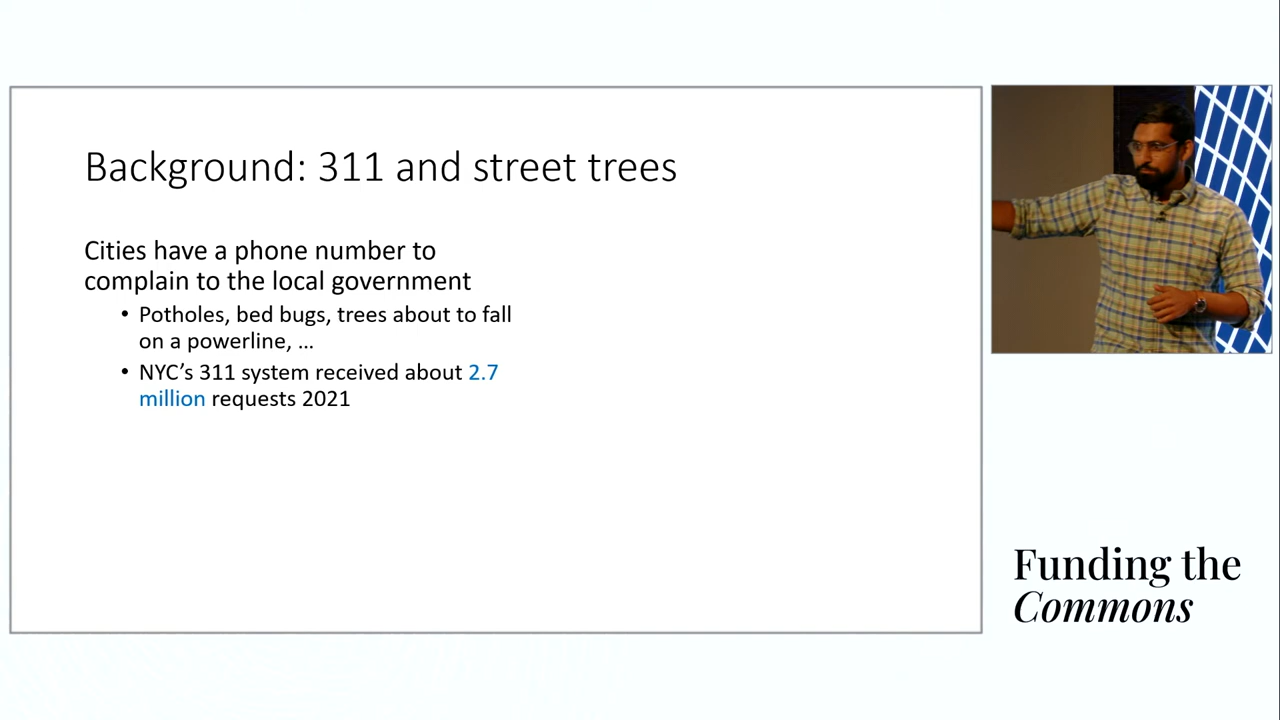 Background: 311 and street trees
Cities have a phone number to
complain to the local government
• Potholes, bed bugs, trees about to fall
on a powerline, ...
• NYC’s 311 system received about 2.7
million requests 2021
Funding the
Commons